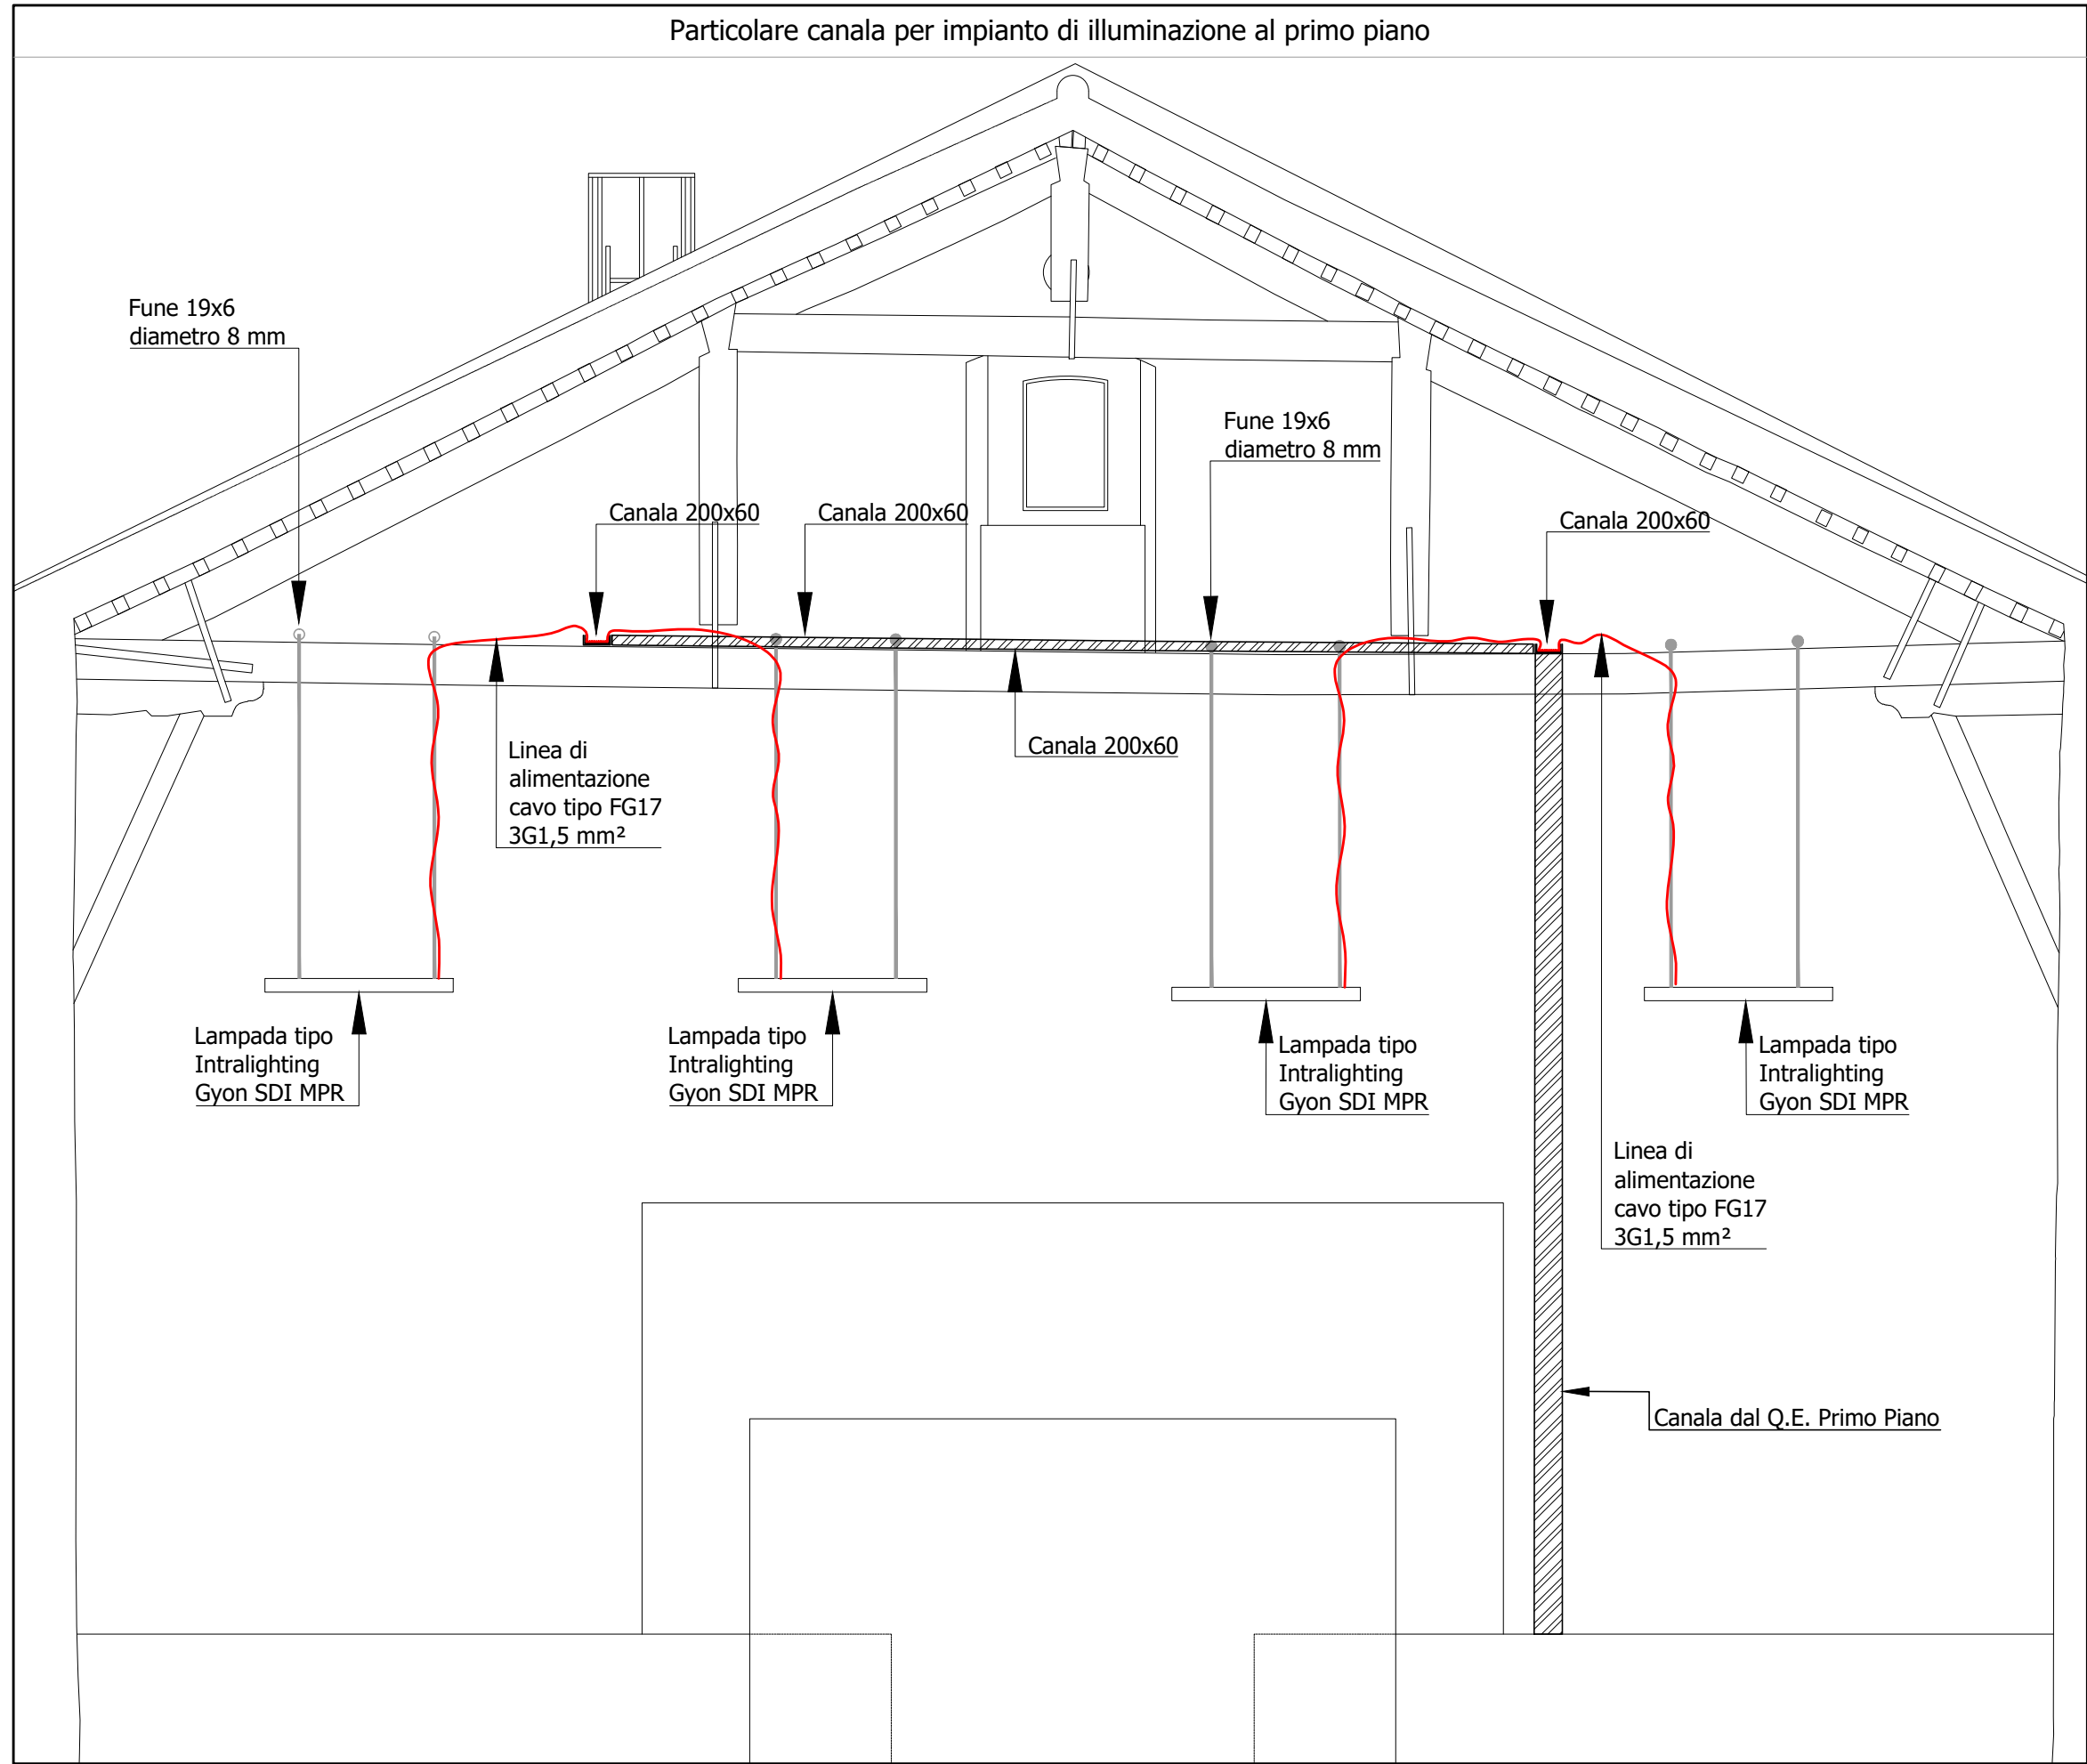 Particolare canala per impianto di illuminazione al primo piano
Fune 19x6
diametro 8 mm
Fune 19x6
diametro 8 mm
Canala 200x60
Canala 200x60
Canala 200x60
Linea di
alimentazione
cavo tipo FG17
3G1,5 mm²
Canala 200x60
Lampada tipo
Intralighting
Gyon SDI MPR
Lampada tipo
Intralighting
Gyon SDI MPR
Lampada tipo
Intralighting
Gyon SDI MPR
Lampada tipo
Intralighting
Gyon SDI MPR
Linea di
alimentazione
cavo tipo FG17
3G1,5 mm²
Canala dal Q.E. Primo Piano